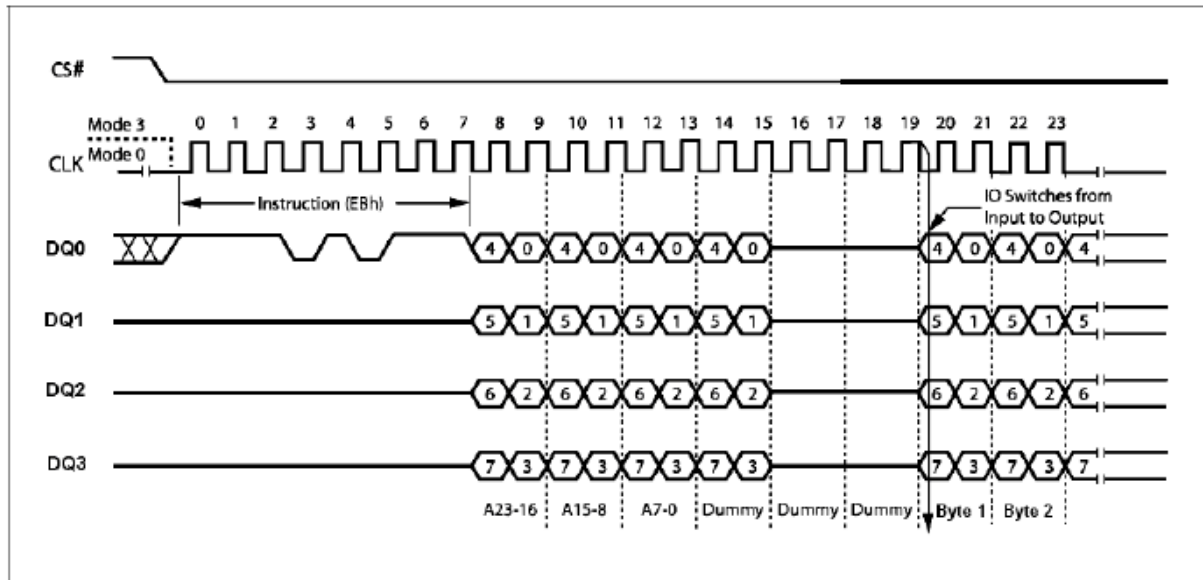 CS#
Mode 3 0 1 2 3 4 5 6 7 8 9 10 11 12 13 14 15 16 17 18 19 20 21 22 23
CLK Mode 0
Instruction (EBh)
IO Switches from
Input to Output
DQ0 4 0 4 0 4 0 4 0 4 0 4 0 4
DQ1 5 1 5 1 5 1 5 1 5 1 5 1 5
DQ2 6 2 6 2 6 2 6 2 6 2 6 2 6
DQ3 7 3 7 3 7 3 7 3 7 3 7 3 7
A23-16 A15-8 A7-0 Dummy Dummy Dummy Byte 1 Byte 2